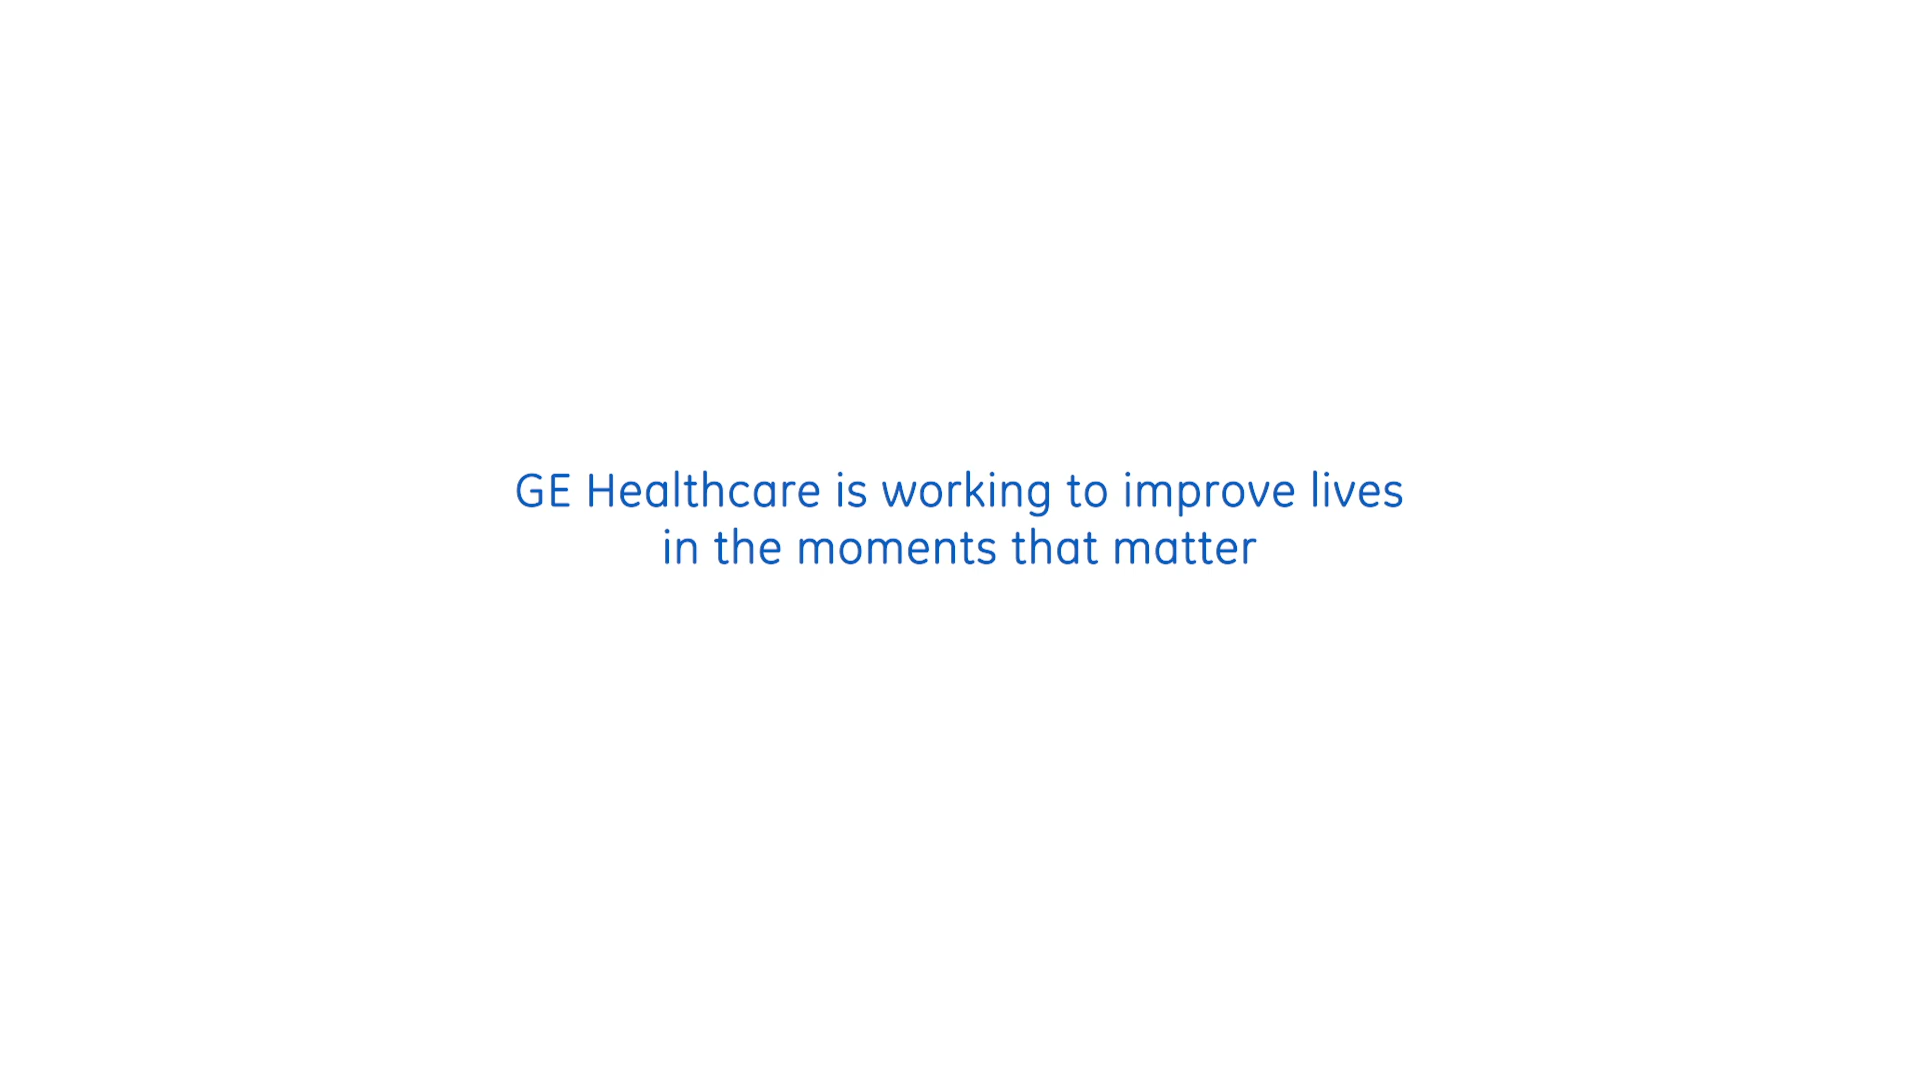 GE Healthcare is working to improve lives
in the moments that matter